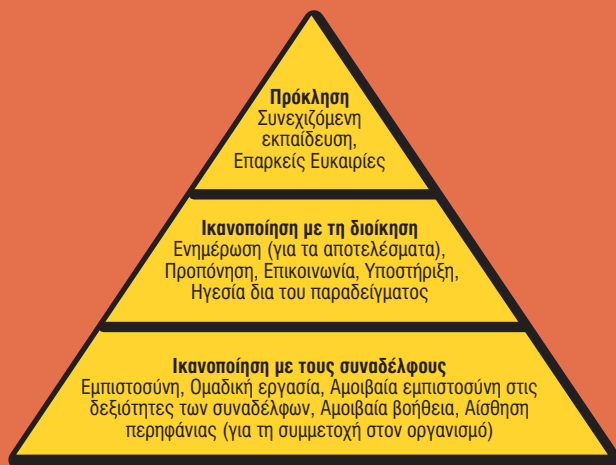 Πρόκληση
Συνεχιζόμενη
εκπαίδευση,
Επαρκείς Ευκαιρίες
Ικανοποίηση με τη διοίκηση
Ενημέρωση (για τα αποτελέσματα),
Προπόνηση, Επικοινωνία, Υποστήριξη,
Ηγεσία δια του παραδείγματος
Ικανοποίηση με τους συναδέλφους
Εμπιστοσύνη, Ομαδική εργασία, Αμοιβαία εμπιστοσύνη στις
δεξιότητες των συναδέλφων, Αμοιβαία βοήθεια, Αίσθηση
περηφάνιας (για τη συμμετοχή στον οργανισμό)